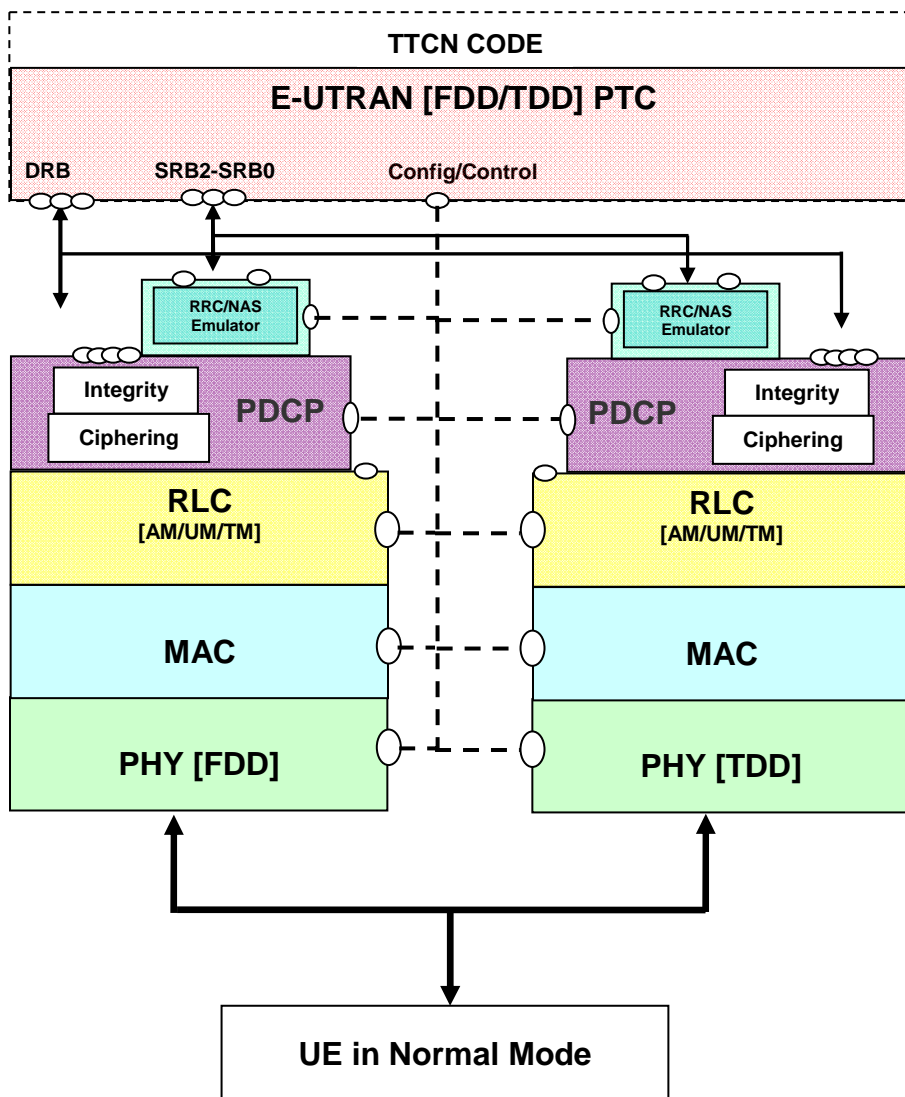 TTCN CODE
E-UTRAN [FDD/TDD] PTC
DRB
SRB2-SRB0
Config/Control
RRC/NAS
Emulator
RRC/NAS
Emulator
Integrity
Ciphering
PDCP
PDCP
Integrity
Ciphering
RLC
[AM/UM/TM]
RLC
[AM/UM/TM]
MAC
MAC
PHY [FDD]
PHY [TDD]
UE in Normal Mode